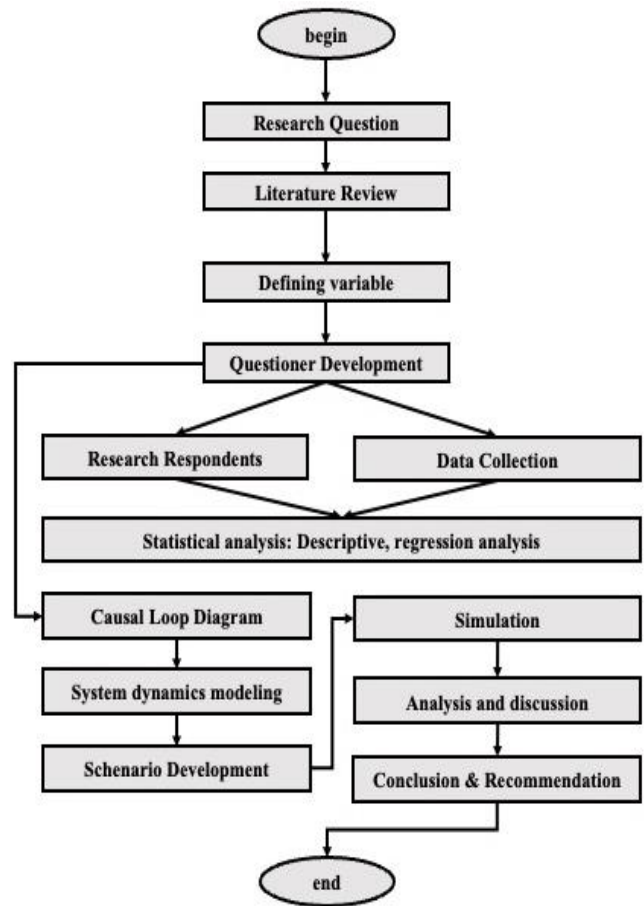 begin
Research Question
Literature Review
Defining variable
Questioner Development
Research Respondents
Data Collection
Statistical analysis: Descriptive, regression analysis
Causal Loop Diagram
System dynamics modeling
Schenario Development
Simulation
Analysis and discussion
Conclusion & Recommendation
end